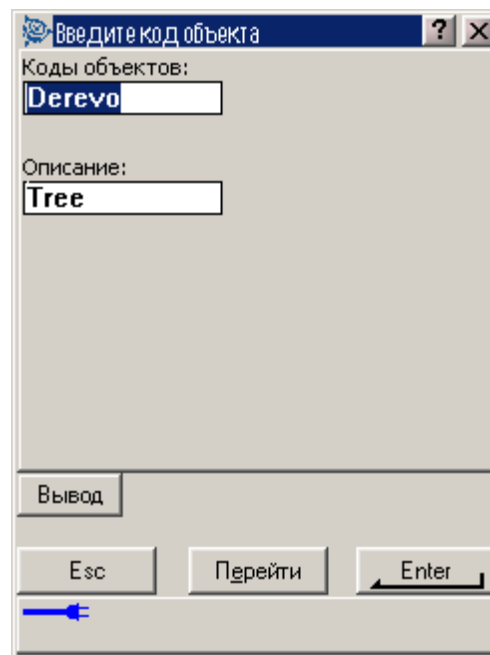 Введите код объекта
Коды объектов:
Derevo
Описание:
Tree
Вывод
Esc Перейти Enter